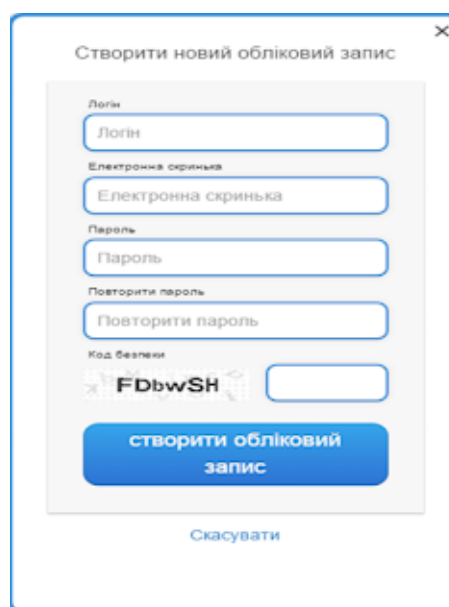 ×
Створити новий обліковий запис
Логін
Логін
Електронна скринька
Електронна скринька
Пароль
Пароль
Повторити пароль
Повторити пароль
Код безпеки
FDbwSH
створити обліковий
запис
Скасувати